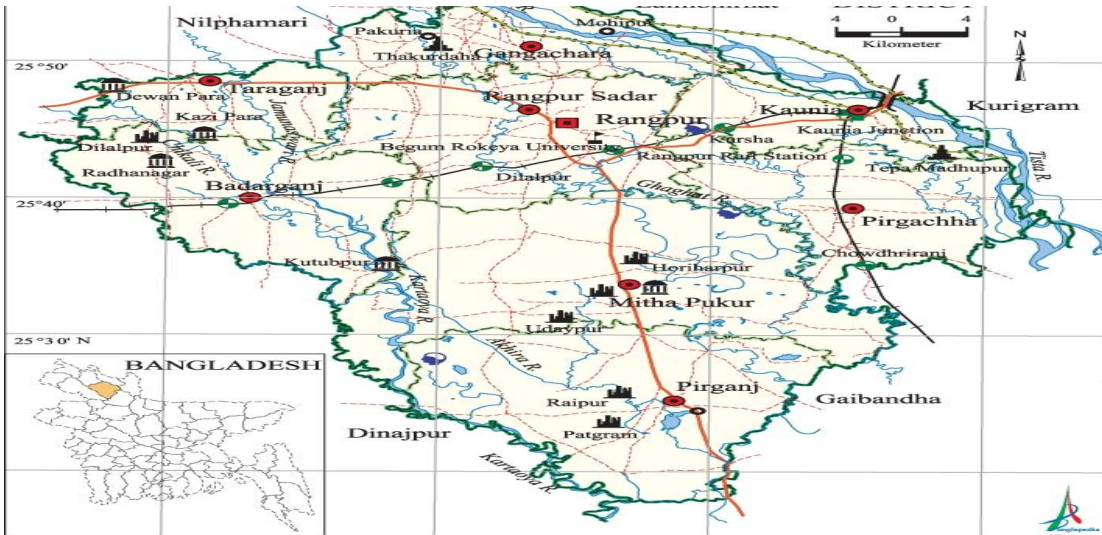 Nilphamari
Mohipur
4 0 4
Kilometer
N
Pakuria
Thakurdaha
Gangachara
25°50'
Taraganj
Dewan Para
Rangpur Sadar
Kaunia
Kurigram
Kazi Para
Jamuneswari R.
Rangpur
Kaunia Junction
Dilalpur
Begum Rokeya University
Kursha
Rangpur Rail Station
Radhanagar
Dilalpur
Tepa Madhupur
Tista R.
Badarganj
Ghaghat R.
25°40'
Pirgachha
Kutubpur
Horiharpur
Chowdhrirani
Karatoya R.
Mitha Pukur
Udaypur
25°30' N
Akhira R.
BANGLADESH
Pirganj
Raipur
Gaibandha
Patgram
Dinajpur
Karatoya R.